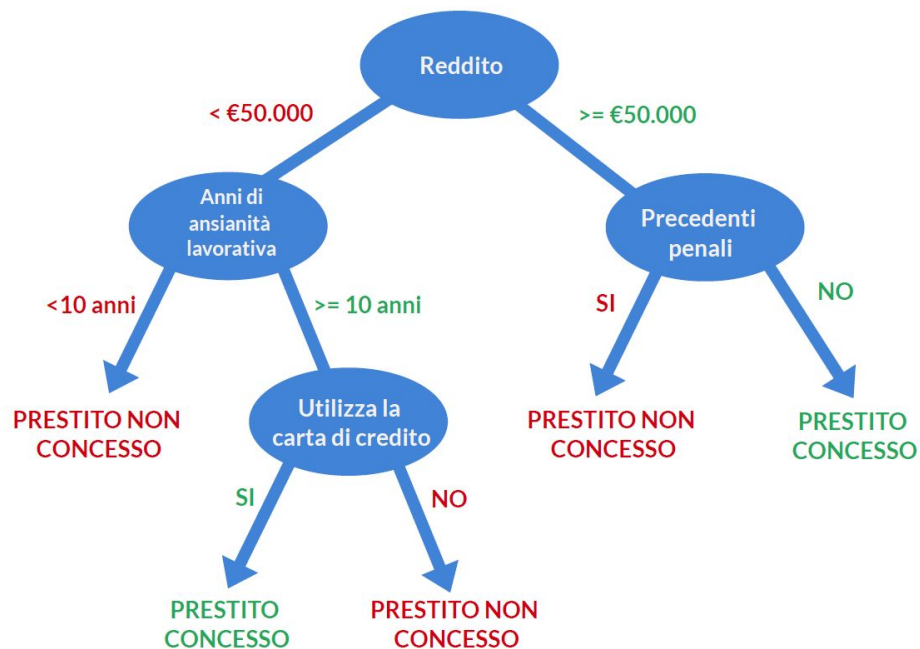 Reddito
< €50.000
>= €50.000
Anni di
ansianità
lavorativa
Precedenti
penali
<10 anni
>= 10 anni
SI
NO
PRESTITO NON
CONCESSO
Utilizza la
carta di credito
PRESTITO NON
CONCESSO
PRESTITO
CONCESSO
SI
NO
PRESTITO
CONCESSO
PRESTITO NON
CONCESSO